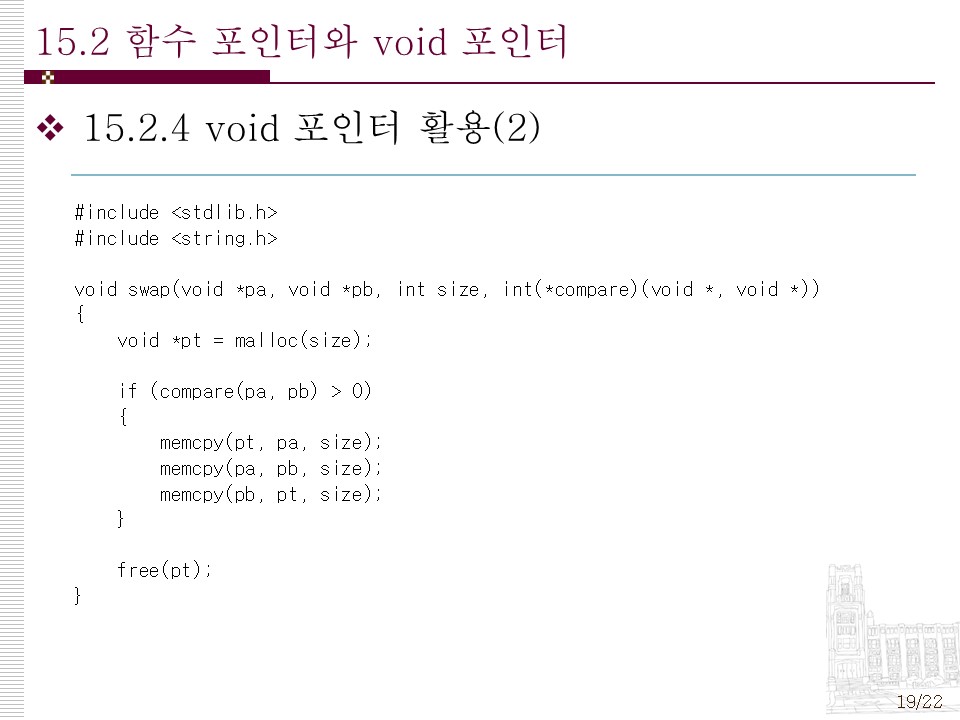 15.2 함수 포인터와 void 포인터
15.2.4 void 포인터 활용(2)
#include <stdlib.h>
#include <string.h>
void swap(void *pa, void *pb, int size, int(*compare)(void *, void *))
{
    void *pt = malloc(size);
    if (compare(pa, pb) > 0)
    {
        memcpy(pt, pa, size);
        memcpy(pa, pb, size);
        memcpy(pb, pt, size);
    }
    free(pt);
}
19/22